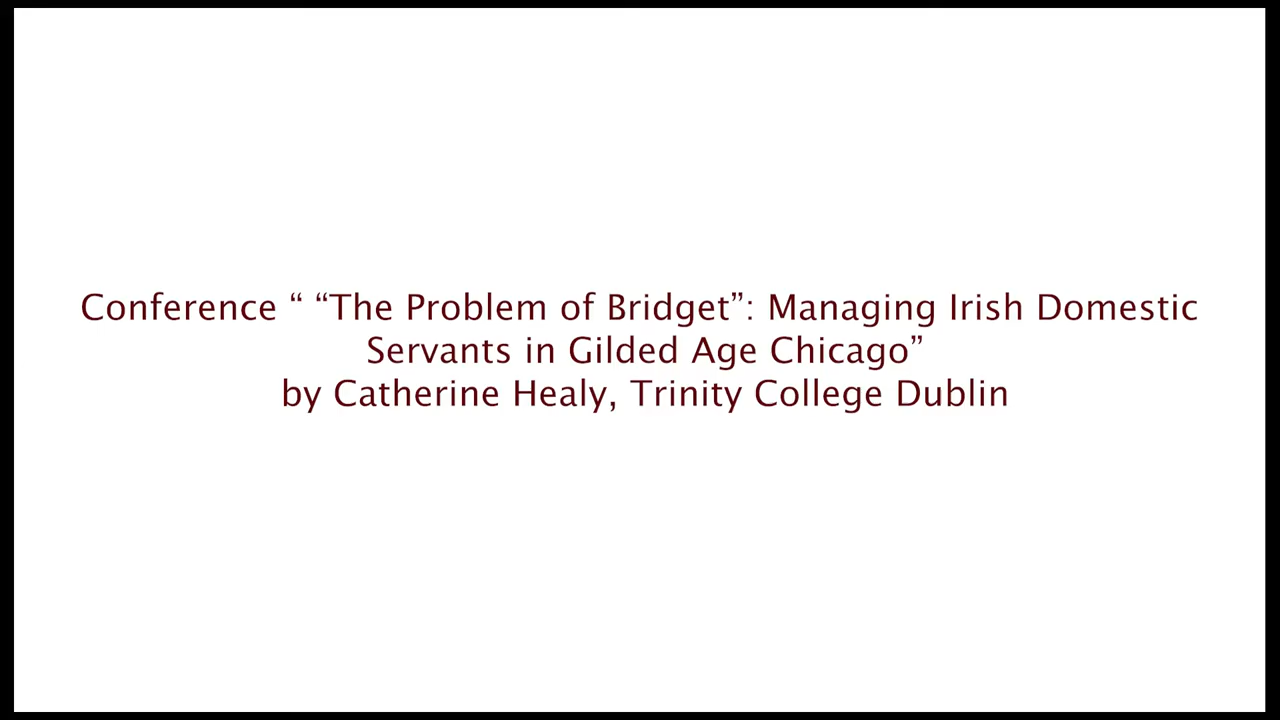 Conference “ “The Problem of Bridget”: Managing Irish Domestic
Servants in Gilded Age Chicago”
by Catherine Healy, Trinity College Dublin